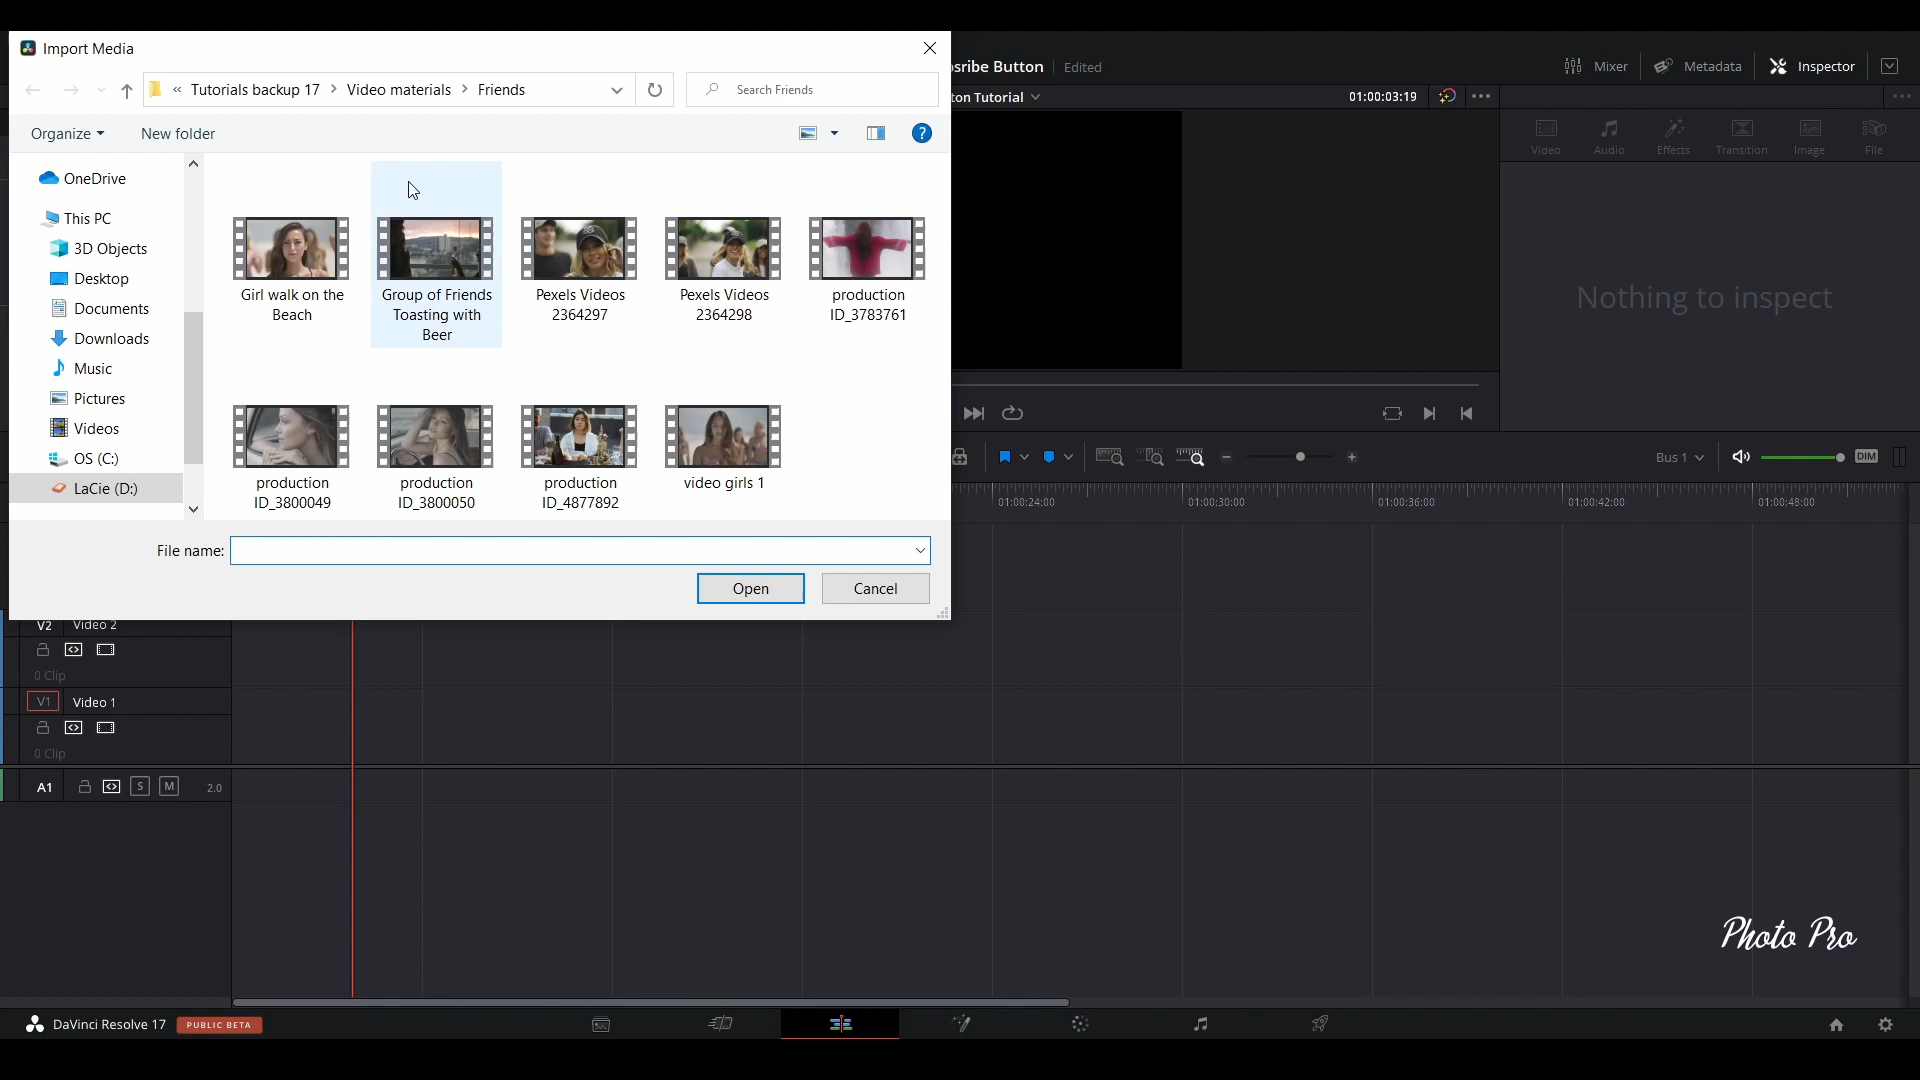 Import Media
« Tutorials backup 17 > Video materials > Friends
Search Friends
Organize
New folder
?
OneDrive
This PC
3D Objects
Desktop
Documents
Downloads
Music
Pictures
Videos
OS (C:)
LaCie (D:)
Girl walk on the
Beach
Group of Friends
Toasting with
Beer
Pexels Videos
2364297
Pexels Videos
2364298
production
ID_3783761
production
ID_3800049
production
ID_3800050
production
ID_4877892
video girls 1
File name:
Open
Cancel
sribe Button
Edited
Mixer
Metadata
Inspector
ton Tutorial
01:00:03:19
Video
Audio
Effects
Transition
Image
File
Nothing to inspect
Bus 1
DIM
01:00:24:00
01:00:30:00
01:00:36:00
01:00:42:00
01:00:48:00
V2
Video 2
0 Clip
V1
Video 1
0 Clip
A1
S
M
2.0
Photo Pro
DaVinci Resolve 17
PUBLIC BETA